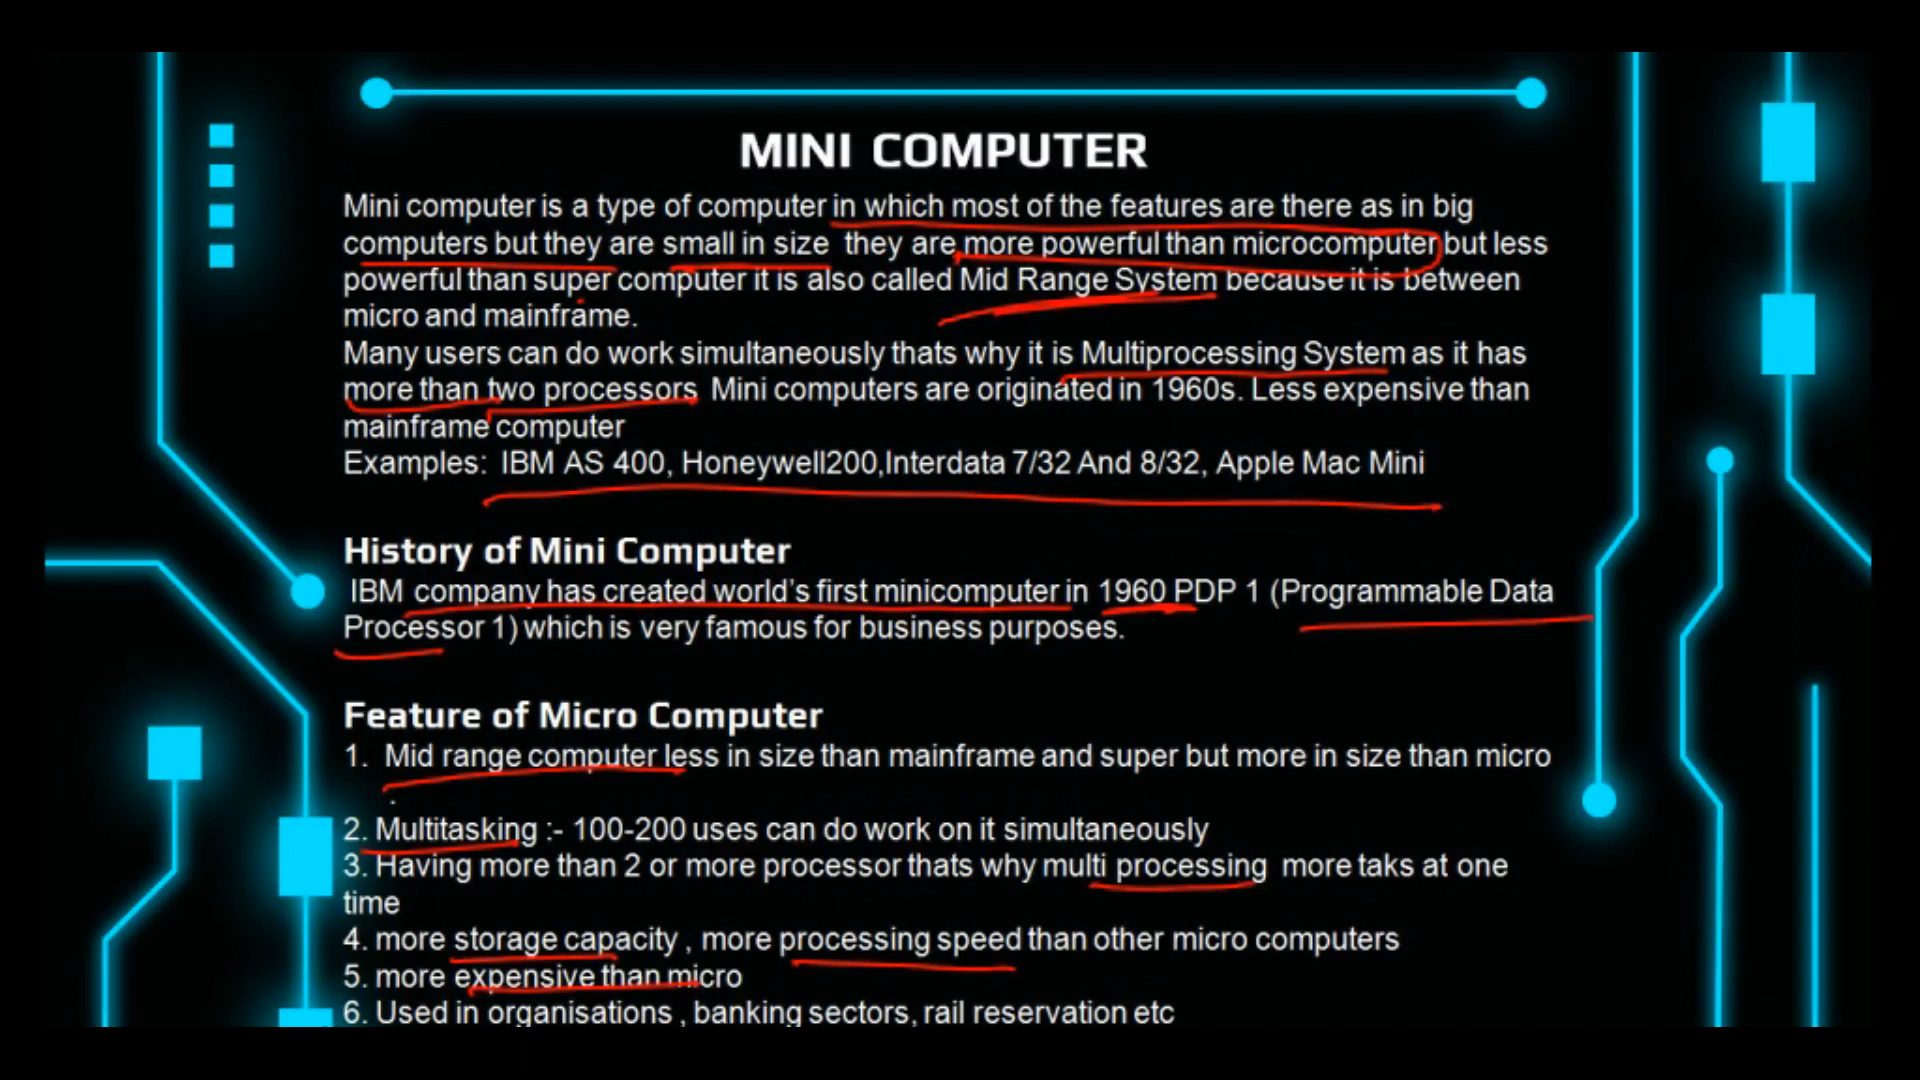 MINI COMPUTER
Mini computer is a type of computer in which most of the features are there as in big
computers but they are small in size they are more powerful than microcomputer but less
powerful than super computer it is also called Mid Range System because it is between
micro and mainframe.
Many users can do work simultaneously thats why it is Multiprocessing System as it has
more than two processors Mini computers are originated in 1960s. Less expensive than
mainframe computer
Examples: IBM AS 400, Honeywell200,Interdata 7/32 And 8/32, Apple Mac Mini
History of Mini Computer
IBM company has created world's first minicomputer in 1960 PDP 1 (Programmable Data
Processor 1) which is very famous for business purposes.
Feature of Micro Computer
1. Mid range computer less in size than mainframe and super but more in size than micro
.
2. Multitasking :- 100-200 uses can do work on it simultaneously
3. Having more than 2 or more processor thats why multi processing more taks at one
time
4. more storage capacity , more processing speed than other micro computers
5. more expensive than micro
6. Used in organisations , banking sectors, rail reservation etc